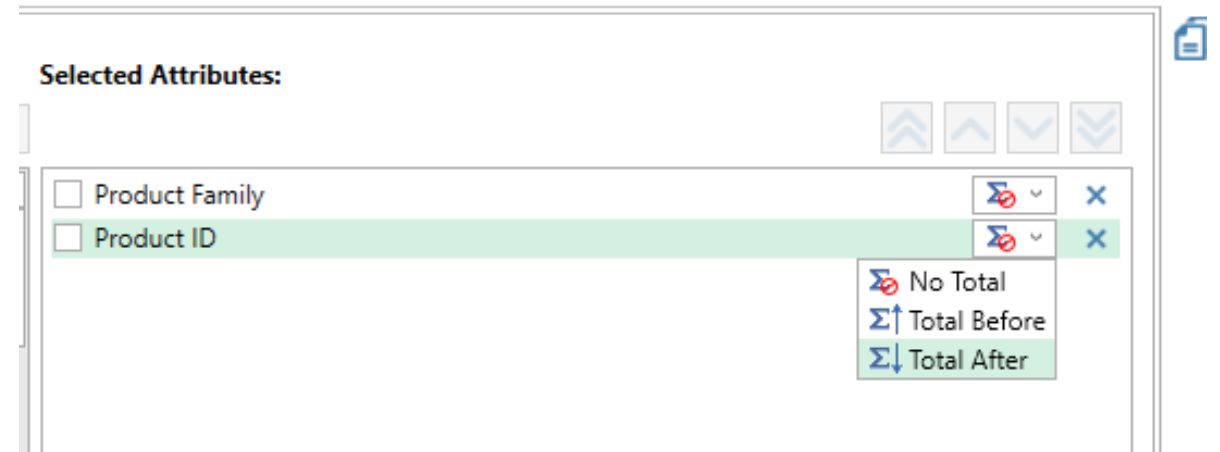 Selected Attributes:
Product Family
Product ID
No Total
Total Before
Total After